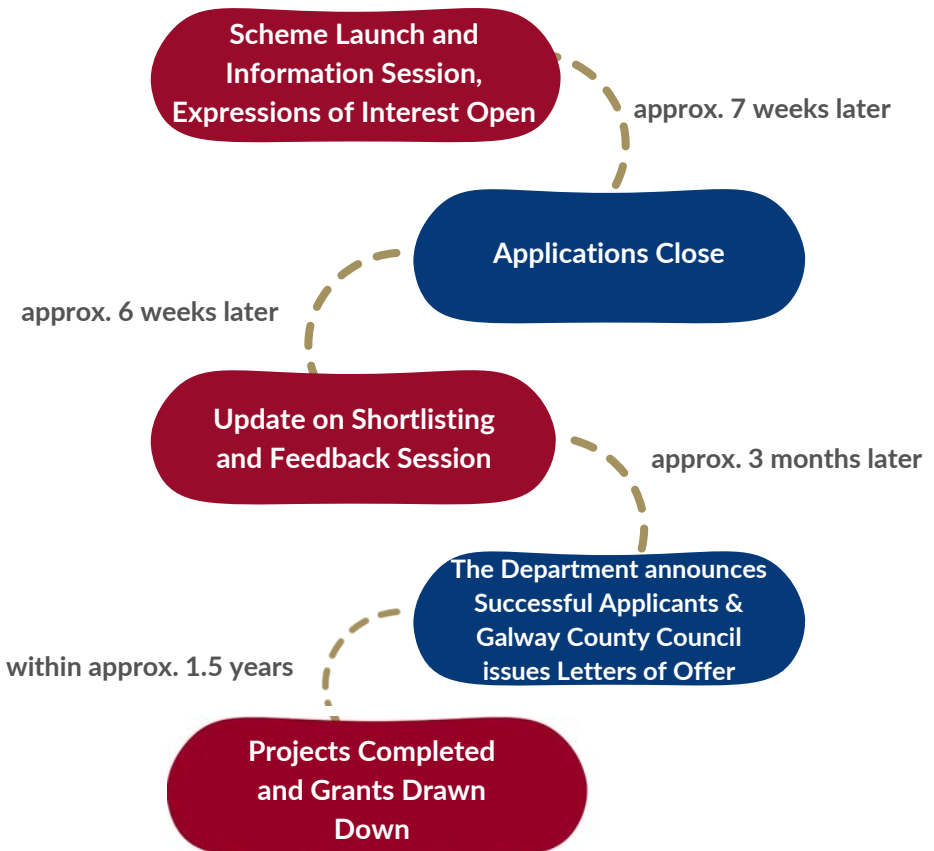 Scheme Launch and
Information Session,
Expressions of Interest Open
approx. 7 weeks later
Applications Close
approx. 6 weeks later
Update on Shortlisting
and Feedback Session
approx. 3 months later
The Department announces
Successful Applicants &
Galway County Council
issues Letters of Offer
within approx. 1.5 years
Projects Completed
and Grants Drawn
Down